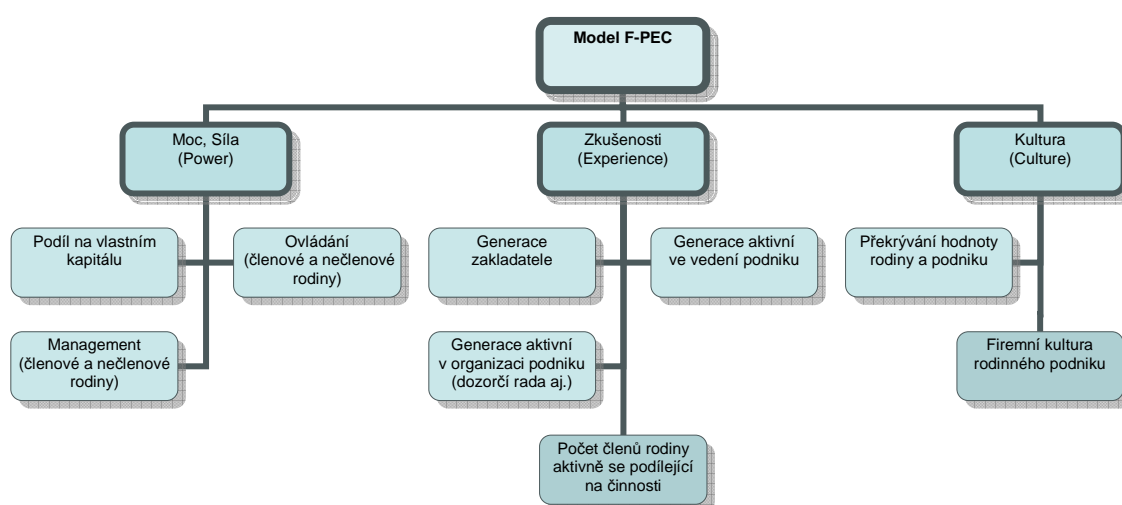 Model F-PEC
Moc, Síla
(Power)
Zkušenosti
(Experience)
Kultura
(Culture)
Podíl na vlastním
kapitálu
Ovládání
(členové a nečlenové
rodiny)
Generace
zakladatele
Generace aktivní
ve vedení podniku
Překrývání hodnoty
rodiny a podniku
Management
(členové a nečlenové
rodiny)
Generace aktivní
v organizaci podniku
(dozorčí rada aj.)
Firemní kultura
rodinného podniku
Počet členů rodiny
aktivně se podílející
na činnosti